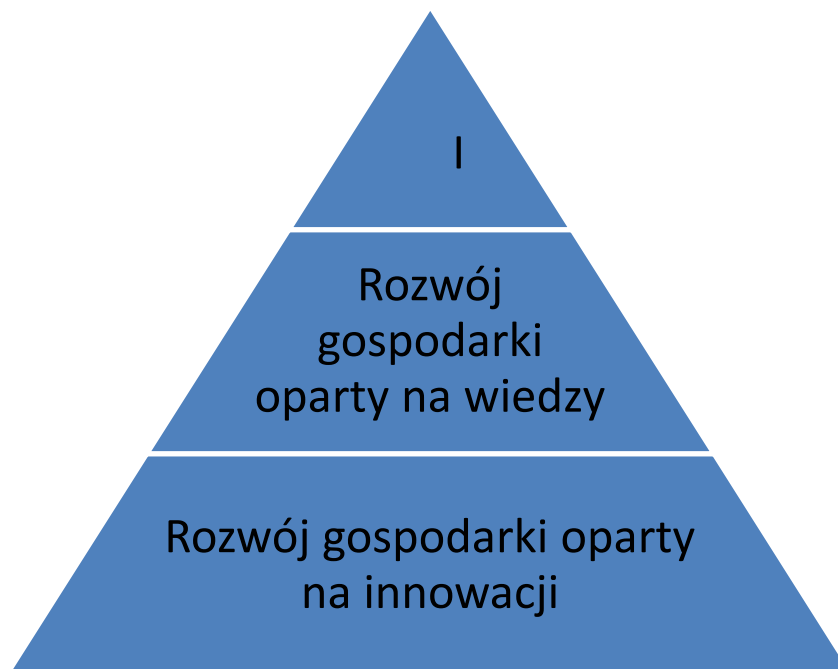 I
Rozwój
gospodarki
oparty na wiedzy
Rozwój gospodarki oparty
na innowacji